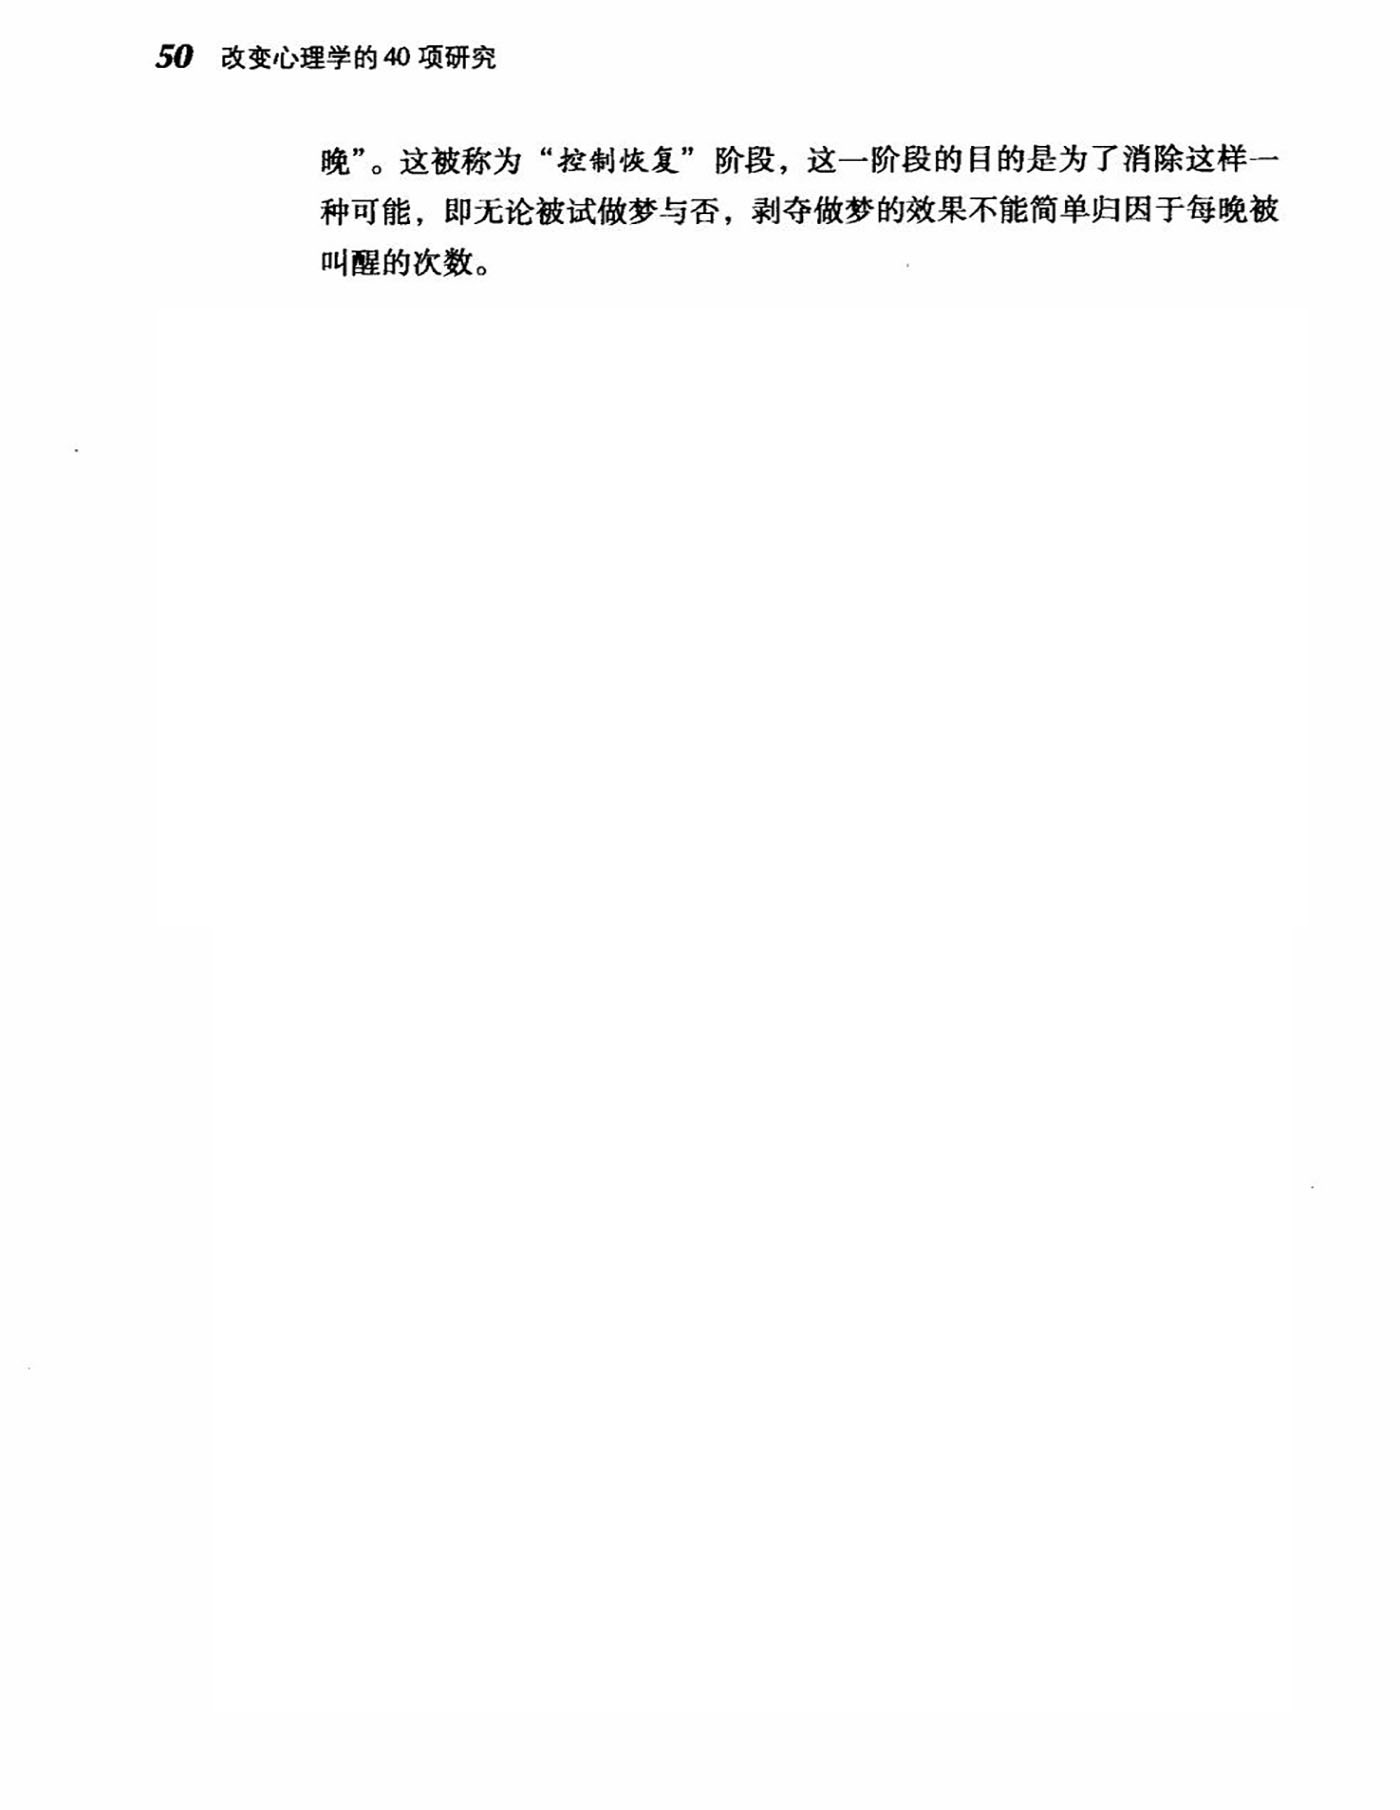 50 改变心理学的 40 项研究
晚”。这被称为“控制恢复”阶段，这一阶段的目的是为了消除这样一
种可能，即无论被试做梦与否，剥夺做梦的效果不能简单归因于每晚被
叫醒的次数。